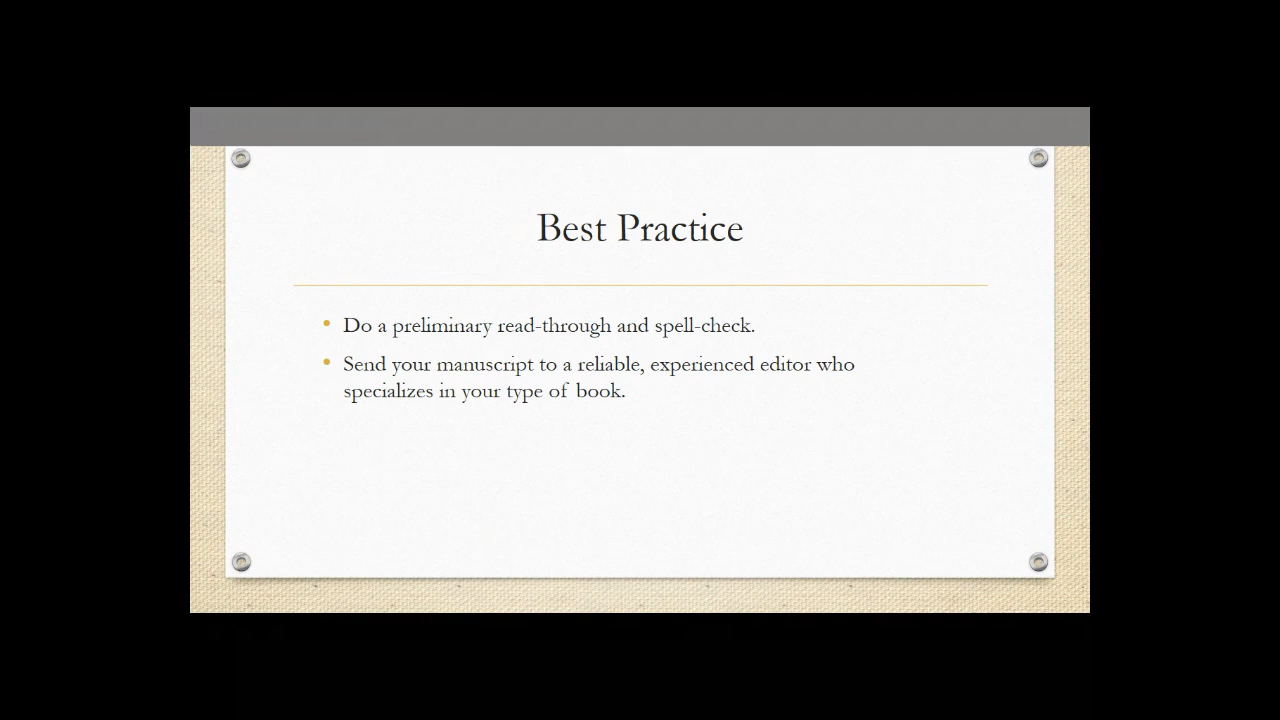 Best Practice
Do a preliminary read-through and spell-check.
Send your manuscript to a reliable, experienced editor who
specializes in your type of book.